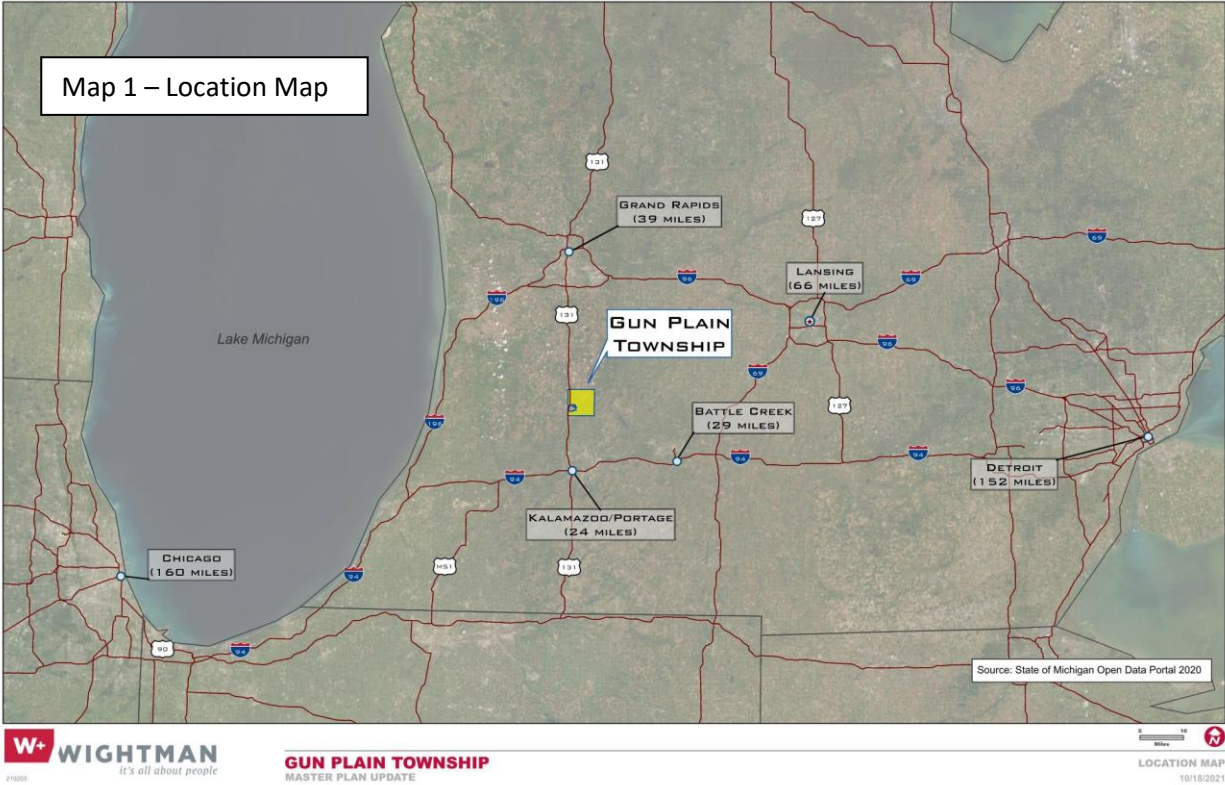 Map 1 – Location Map
131
GRAND RAPIDS
(39 MILES)
127
69
LANSING
(66 MILES)
96
69
196
131
GUN PLAIN
TOWNSHIP
Lake Michigan
96
69
96
127
BATTLE CREEK
(29 MILES)
196
94
94
94
DETROIT
(152 MILES)
KALAMAZOO/PORTAGE
(24 MILES)
CHICAGO
(160 MILES)
94
M51
131
90
94
Source: State of Michigan Open Data Portal 2020
W+ WIGHTMAN
it's all about people
GUN PLAIN TOWNSHIP
MASTER PLAN UPDATE
0 10
Miles
N
LOCATION MAP
10/18/2021